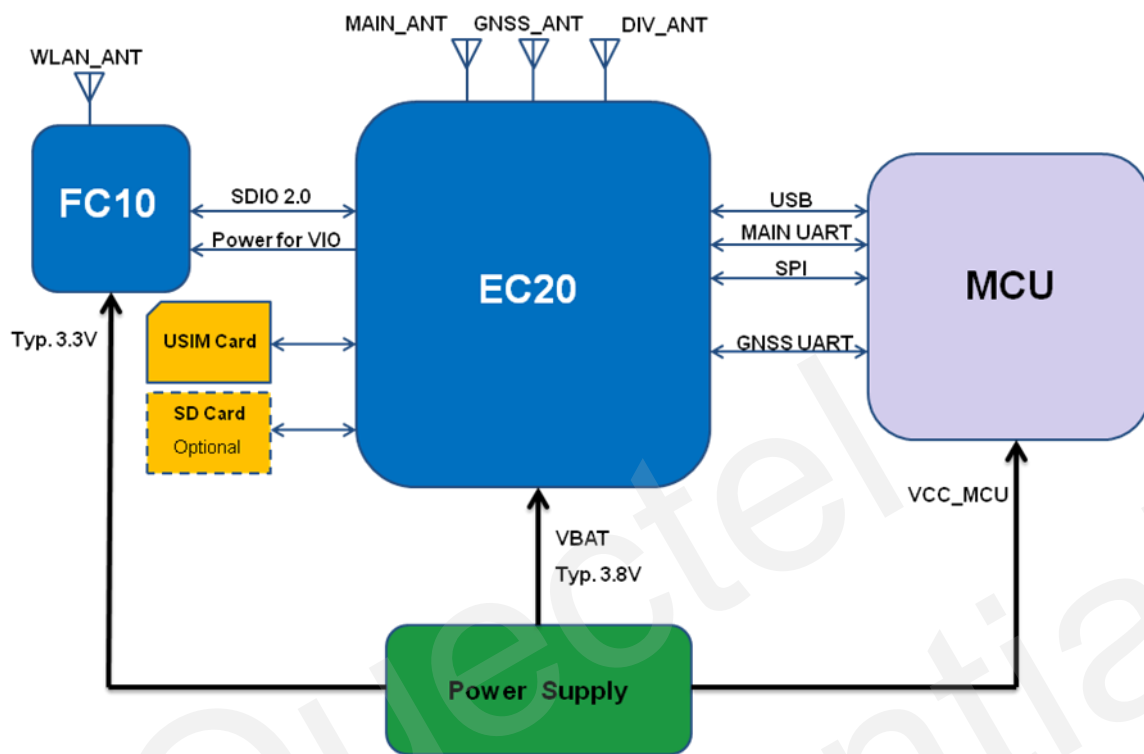 MAIN_ANT GNSS_ANT DIV_ANT
WLAN_ANT
FC10
SDIO 2.0
Power for VIO
EC20
USB
MAIN UART
SPI
GNSS UART
MCU
Typ. 3.3V
USIM Card
SD Card
Optional
VBAT
Typ. 3.8V
VCC_MCU
Power Supply
Quectel